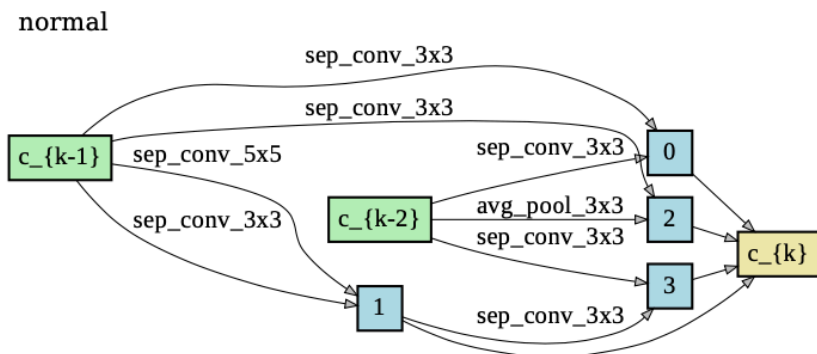 normal
sep_conv_3x3
sep_conv_3x3
c_{k-1}
sep_conv_5x5
sep_conv_3x3
0
sep_conv_3x3
c_{k-2}
avg_pool_3x3
2
sep_conv_3x3
c_{k}
3
1
sep_conv_3x3